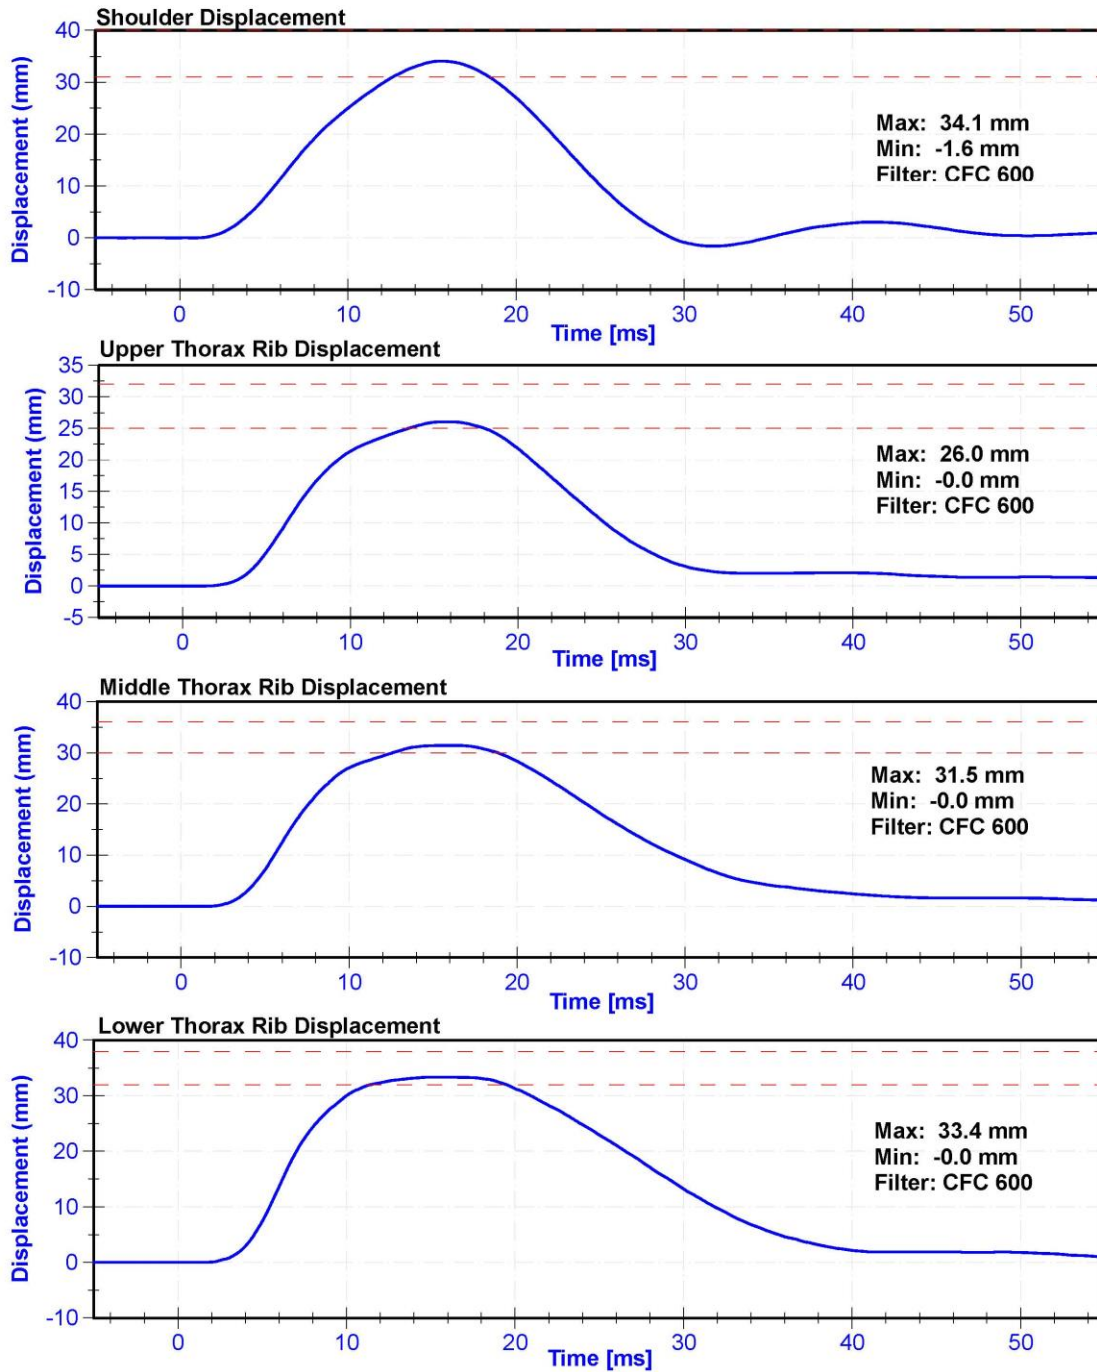 Shoulder Displacement
Displacement (mm)
40
30
20
10
0
-10
Max: 34.1 mm
Min: -1.6 mm
Filter: CFC 600
0 10 20 30 40 50
Time [ms]
Upper Thorax Rib Displacement
Displacement (mm)
35
30
25
20
15
10
5
0
-5
Max: 26.0 mm
Min: -0.0 mm
Filter: CFC 600
0 10 20 30 40 50
Time [ms]
Middle Thorax Rib Displacement
Displacement (mm)
40
30
20
10
0
-10
Max: 31.5 mm
Min: -0.0 mm
Filter: CFC 600
0 10 20 30 40 50
Time [ms]
Lower Thorax Rib Displacement
Displacement (mm)
40
30
20
10
0
-10
Max: 33.4 mm
Min: -0.0 mm
Filter: CFC 600
0 10 20 30 40 50
Time [ms]